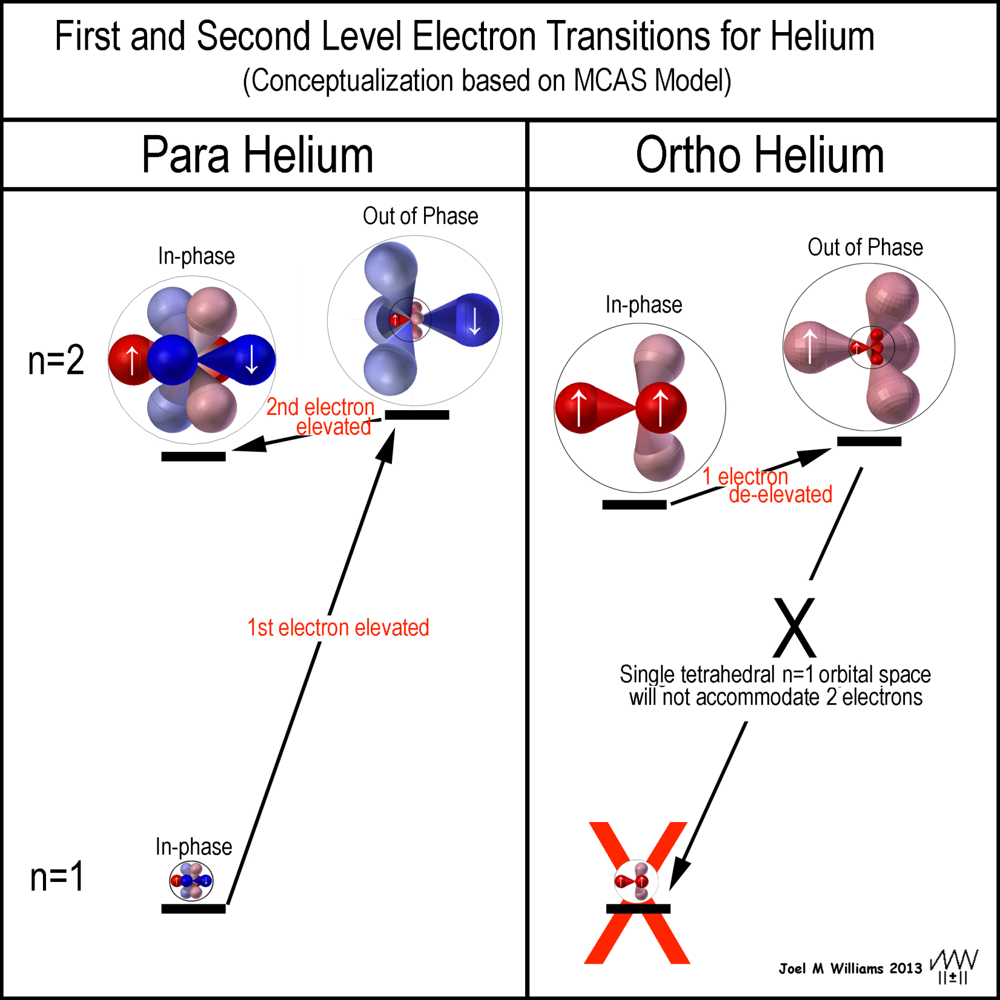 First and Second Level Electron Transitions for Helium
(Conceptualization based on MCAS Model)
Para Helium
Ortho Helium
Out of Phase
In-phase
↑
↓
↑
↓
n=2
2nd electron
elevated
1st electron elevated
In-phase
↑
↓
n=1
Out of Phase
In-phase
↑
↑
↑
↑
1 electron
de-elevated
X
Single tetrahedral n=1 orbital space
will not accommodate 2 electrons
↑
↑
Joel M Williams 2013
||±||